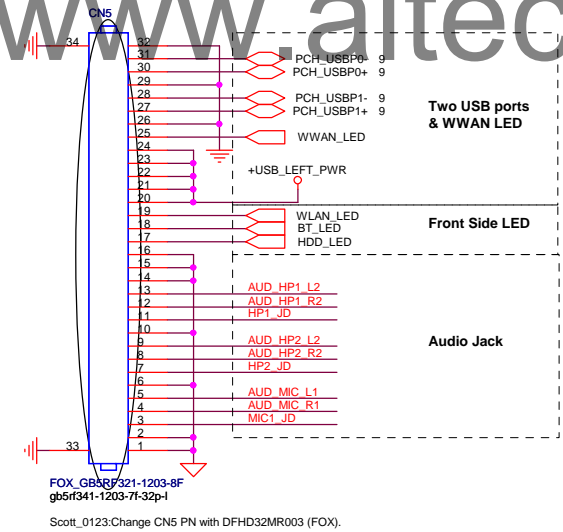 www.aitec
CN5
34
32
31
PCH_USBP0- 9
30
PCH_USBP0+ 9
29
28
PCH_USBP1- 9
27
PCH_USBP1+ 9
26
25
WWAN_LED
24
23
22
21
20
+USB_LEFT_PWR
Two USB ports
& WWAN LED
19
WLAN_LED
18
BT_LED
17
HDD_LED
Front Side LED
16
15
14
13
AUD_HP1_L2
12
AUD_HP1_R2
11
HP1_JD
10
9
AUD_HP2_L2
8
AUD_HP2_R2
7
HP2_JD
6
5
AUD_MIC_L1
4
AUD_MIC_R1
3
MIC1_JD
2
1
Audio Jack
33
FOX_GB5RF321-1203-8F
gb5rf341-1203-7f-32p-l
Scott_0123:Change CN5 PN with DFHD32MR003 (FOX).